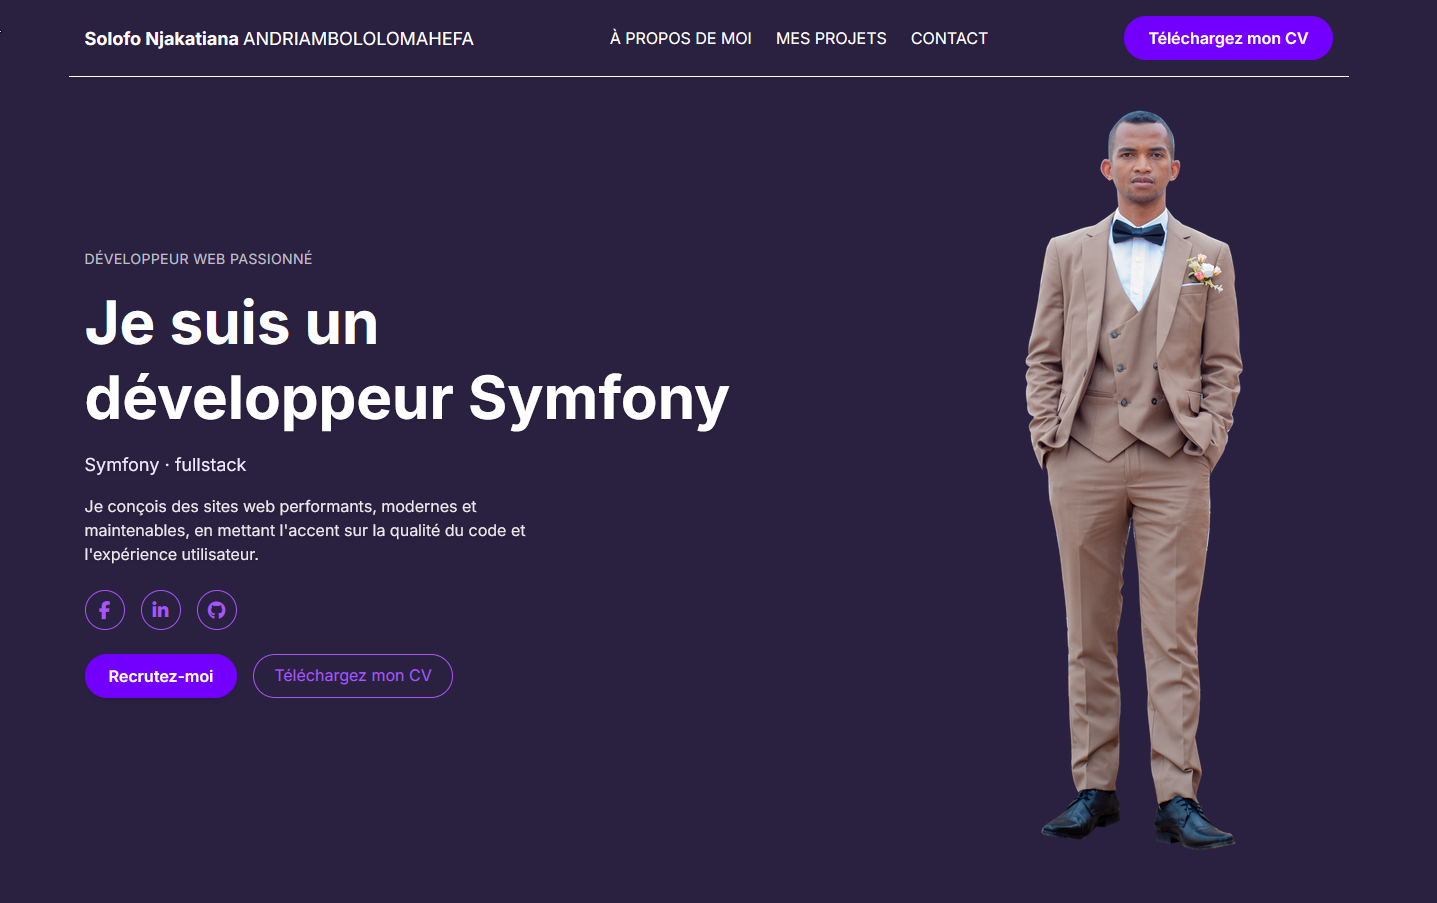 Solofo Njakatiana ANDRIAMBOLOLOMAHEFA
À PROPOS DE MOI
MES PROJETS
CONTACT
Téléchargez mon CV
DÉVELOPPEUR WEB PASSIONNÉ
Je suis un
développeur Symfony
Symfony · fullstack
Je conçois des sites web performants, modernes et
maintenables, en mettant l'accent sur la qualité du code et
l'expérience utilisateur.
Recrutez-moi
Téléchargez mon CV